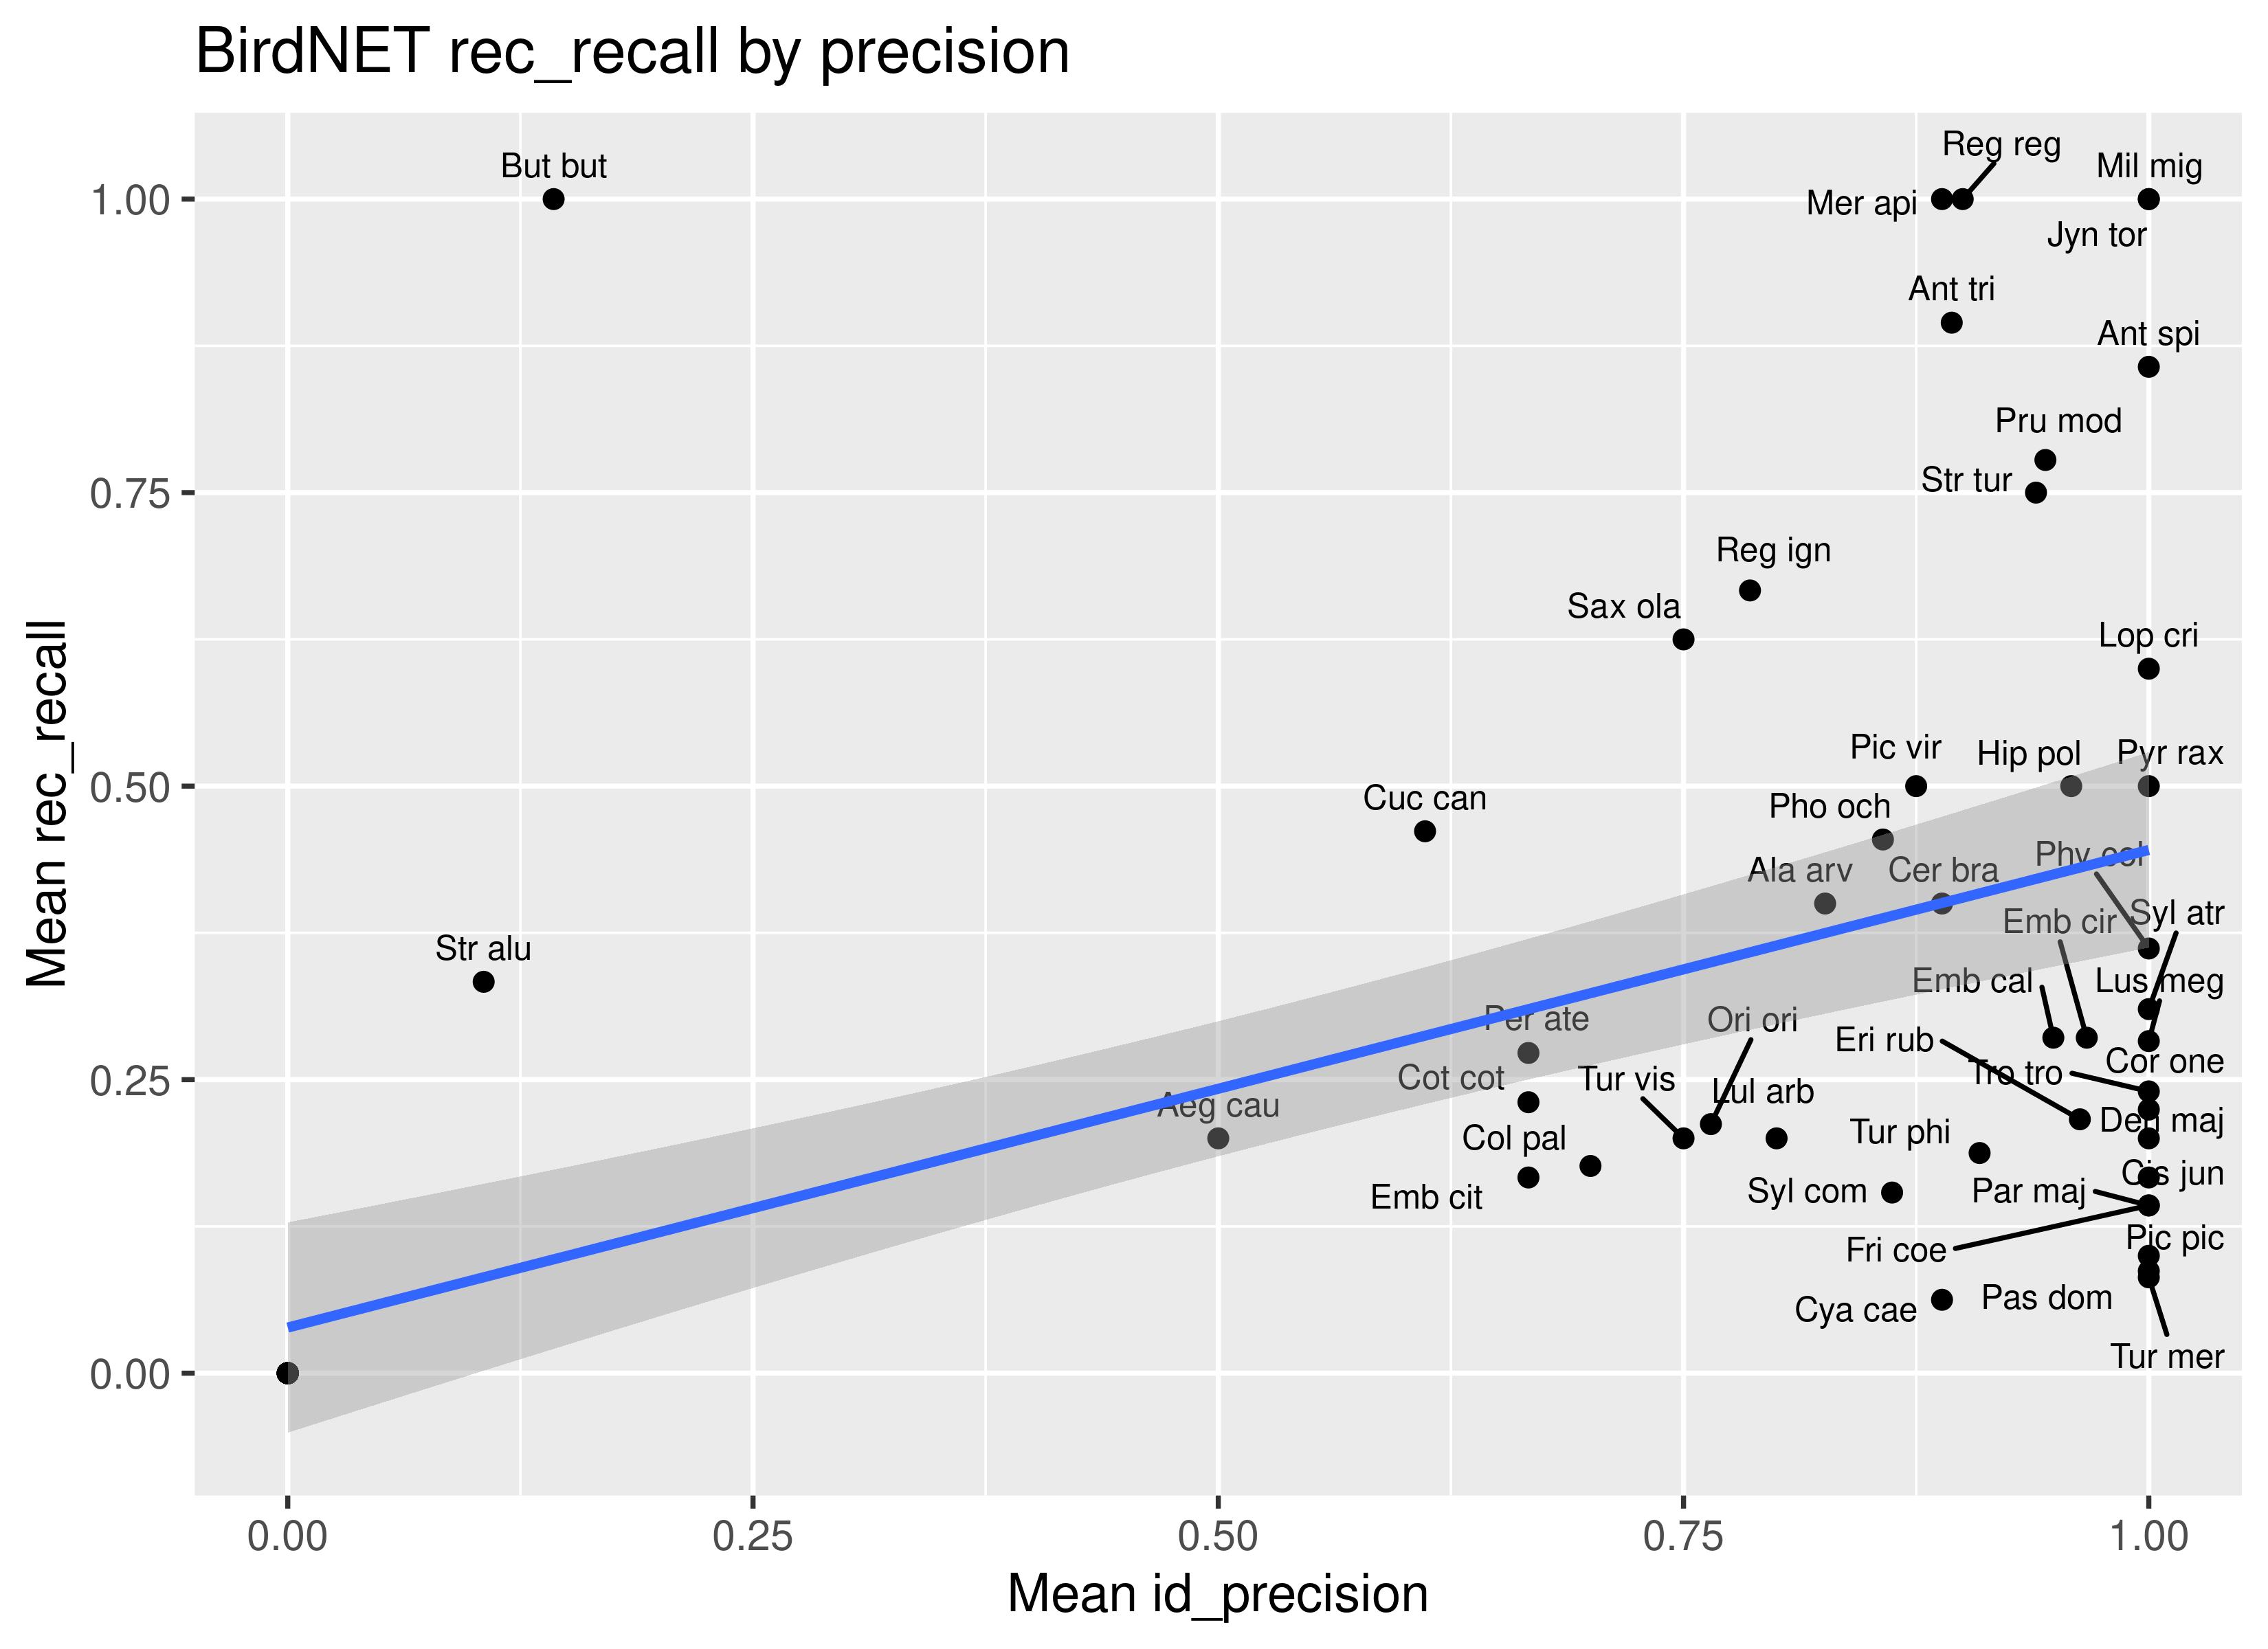 BirdNET rec_recall by precision
Reg reg
But but
Mil mig
1.00
Mer api
Jyn tor
Ant tri
Ant spi
Pru mod
Str tur
0.75
Reg ign
Sax ola
Lop cri
Pic vir
Hip pol
Pyr rax
0.50
Cuc can
Pho och
Phy col
Ala arv
Cer bra
Syl atr
Emb cir
Str alu
Emb cal
Lus meg
Per ate
Ori ori
Eri rub
Cor one
Tro tro
0.25
Cot cot
Tur vis
Lul arb
Aeg cau
Den maj
Col pal
Tur phi
Cis jun
Emb cit
Syl com
Par maj
Pic pic
Fri coe
Pas dom
Cya cae
Tur mer
0.00
Mean rec_recall
0.00
0.25
0.50
0.75
1.00
Mean id_precision